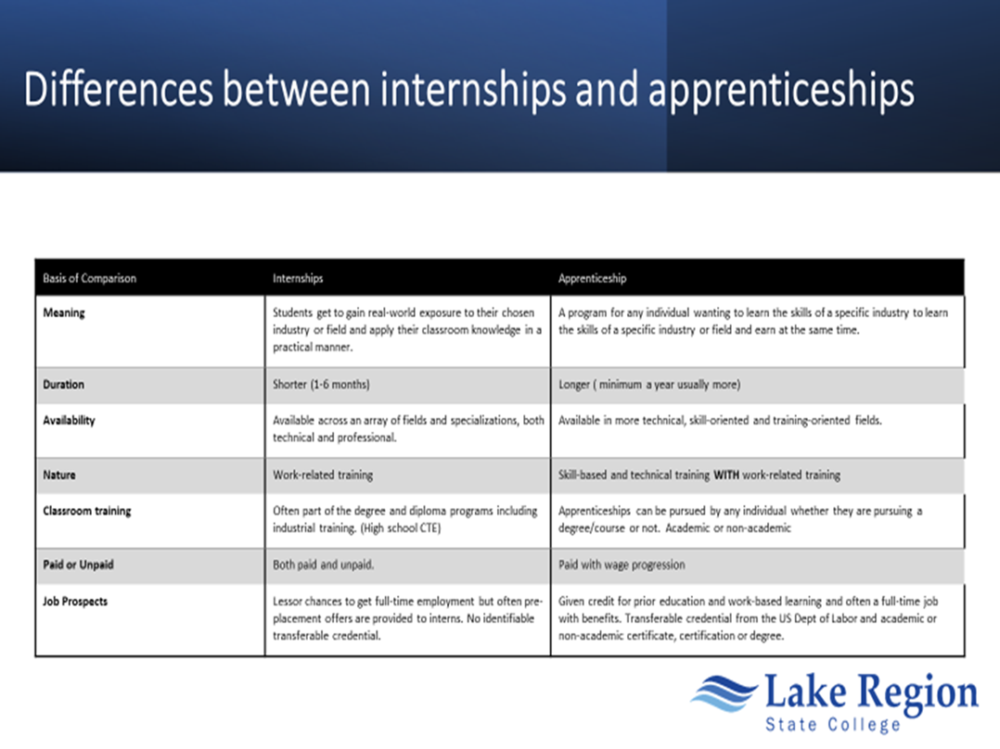 Differences between internships and apprenticeships
Basis of Comparison
Internships
Apprenticeship
Meaning
Students get to gain real-world exposure to their chosen
industry or field and apply their classroom knowledge in a
practical manner.
A program for any individual wanting to learn the skills of a specific industry to learn
the skills of a specific industry or field and earn at the same time.
Duration
Shorter (1-6 months)
Longer ( minimum a year usually more)
Availability
Available across an array of fields and specializations, both
technical and professional.
Available in more technical, skill-oriented and training-oriented fields.
Nature
Work-related training
Skill-based and technical training WITH work-related training
Classroom training
Often part of the degree and diploma programs including
industrial training. (High school CTE)
Apprenticeships can be pursued by any individual whether they are pursuing a
degree/course or not. Academic or non-academic
Paid or Unpaid
Both paid and unpaid.
Paid with wage progression
Job Prospects
Lessor chances to get full-time employment but often pre-
placement offers are provided to interns. No identifiable
transferable credential.
Given credit for prior education and work-based learning and often a full-time job
with benefits. Transferable credential from the US Dept of Labor and academic or
non-academic certificate, certification or degree.
Lake Region
State College